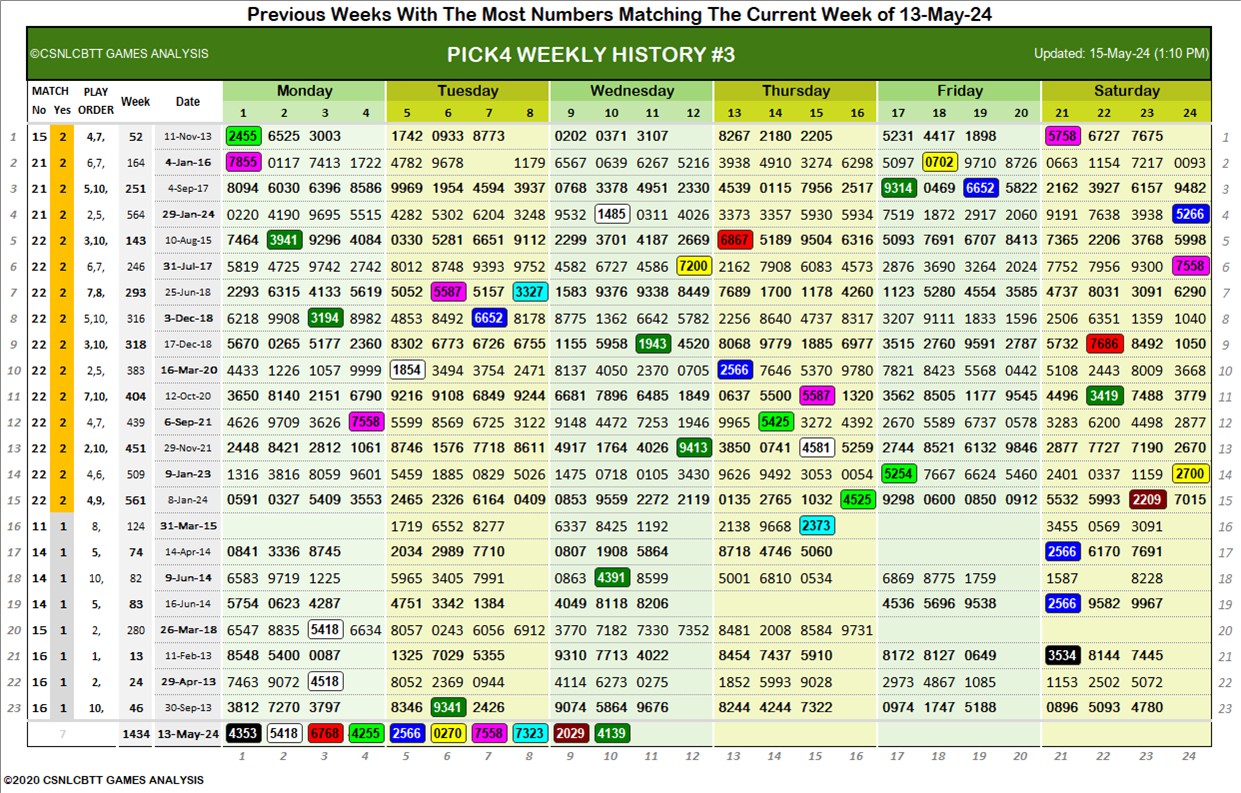 Previous Weeks With The Most Numbers Matching The Current Week of 13-May-24
©CSNLCBTT GAMES ANALYSIS PICK4 WEEKLY HISTORY #3 Updated: 15-May-24 (1:10 PM)
MATCH PLAY Week Date Monday Tuesday Wednesday Thursday Friday Saturday
No Yes ORDER 1 2 3 4 5 6 7 8 9 10 11 12 13 14 15 16 17 18 19 20 21 22 23 24
1 15 2 4,7, 52 11-Nov-13 2455 6525 3003 1742 0933 8773 0202 0371 3107 8267 2180 2205 5231 4417 1898 5758 6727 7675 1
2 21 2 6,7, 164 4-Jan-16 7855 0117 7413 1722 4782 9678 1179 6567 0639 6267 5216 3938 4910 3274 6298 5097 0702 9710 8726 0663 1154 7217 0093 2
3 21 2 5,10, 251 4-Sep-17 8094 6030 6396 8586 9969 1954 4594 3937 0768 3378 4951 2330 4539 0115 7956 2517 9314 0469 6652 5822 2162 3927 6157 9482 3
4 21 2 2,5, 564 29-Jan-24 0220 4190 9695 5515 4282 5302 6204 3248 9532 1485 0311 4026 3373 3357 5930 5934 7519 1872 2917 2060 9191 7638 3938 5266 4
5 22 2 3,10, 143 10-Aug-15 7464 3941 9296 4084 0330 5281 6651 9112 2299 3701 4187 2669 6867 5189 9504 6316 5093 7691 6707 8413 7365 2206 3768 5998 5
6 22 2 6,7, 246 31-Jul-17 5819 4725 9742 2742 8012 8748 9528 9752 4582 6727 4586 7200 2162 7908 6083 4573 2876 3690 3264 2024 7752 7956 9300 7558 6
7 22 2 7,8, 293 25-Jun-18 2293 6315 4133 5619 5052 5587 5157 3327 1583 9376 9338 8449 7689 1700 1178 4260 1123 5280 4554 3585 4737 8031 3091 6290 7
8 22 2 5,10, 316 3-Dec-18 6218 9908 3194 8982 4853 8492 6652 8178 8775 1362 6642 5782 2256 8640 4737 8317 3207 9111 1833 1396 2506 6351 1359 1040 8
9 22 2 3,10, 318 17-Dec-18 5670 0265 5177 2360 8302 6773 6726 6755 1155 5958 1943 4520 8068 9779 1885 6977 3515 2760 9591 2787 5732 7686 8492 1050 9
10 22 2 2,5, 383 16-Mar-20 4433 1226 1057 9999 1854 3494 3754 2471 8137 4050 2370 0705 2566 7646 5370 9780 7821 8423 5568 0442 5108 2443 8009 3668 10
11 22 2 7,10, 404 12-Oct-20 3650 8140 2151 6790 9216 9108 6849 9244 6681 7896 6485 1849 0637 5500 5587 1320 3562 8505 1177 9545 4496 3419 7488 3779 11
12 22 2 4,7, 439 6-Sep-21 4626 9709 3626 7558 5599 8569 6725 3122 9148 4472 7253 1946 9965 5425 3272 4392 2670 5589 6737 0578 3283 6200 4498 2877 12
13 22 2 2,10, 451 29-Nov-21 2448 8421 2812 1061 8746 1576 7718 8611 4917 1764 4026 9413 3850 0741 4581 5259 2744 8521 6132 9846 2877 7727 7190 2670 13
14 22 2 4,6, 509 9-Jan-23 1316 3816 8059 9601 5459 1885 0829 5026 1475 0718 0105 3430 9626 9492 3053 0054 5254 7667 6624 5460 2401 0337 1159 2700 14
15 22 2 4,9, 561 8-Jan-24 0591 0327 5409 3553 2465 2326 6164 0409 0853 9559 2272 2119 0135 2765 1032 4525 9298 0600 0850 0912 5532 5993 2209 7015 15
16 11 1 8, 124 31-Mar-15 1719 6552 8277 6337 8425 1192 2138 9668 2373 3455 0569 3091 16
17 14 1 5, 74 14-Apr-14 0841 3336 8745 2034 2989 7710 0807 1908 5864 8718 4746 5060 2566 6170 7691 17
18 14 1 10, 82 9-Jun-14 6583 9719 1225 5965 3405 7991 0863 4391 8599 5001 6810 0534 6869 8775 1759 1587 8228 18
19 14 1 5, 83 16-Jun-14 5754 0623 4287 4751 3342 1384 4049 8118 8206 4536 5696 9538 2566 9582 9967 19
20 15 1 2, 280 26-Mar-18 6547 8835 5418 6634 8057 0243 6056 6912 3770 7182 7330 7352 8481 2008 8584 9731 20
21 16 1 1, 13 11-Feb-13 8548 5400 0087 1325 7029 5355 9310 7713 4022 8454 7437 5910 8172 8127 0649 3534 8144 7445 21
22 16 1 2, 24 29-Apr-13 7463 9072 4518 8052 2369 0944 4114 6273 0275 1852 5993 9028 2973 4867 1085 1153 2502 5072 22
23 16 1 10, 46 30-Sep-13 3812 7270 3797 8346 9341 2426 9074 5864 9676 8244 4244 7322 0974 1747 5188 0896 5093 4780 23
7 1434 13-May-24 4353 5418 6768 4255 2566 0270 7558 7323 2029 4139
1 2 3 4 5 6 7 8 9 10 11 12 13 14 15 16 17 18 19 20 21 22 23 24
©2020 CSNLCBTT GAMES ANALYSIS